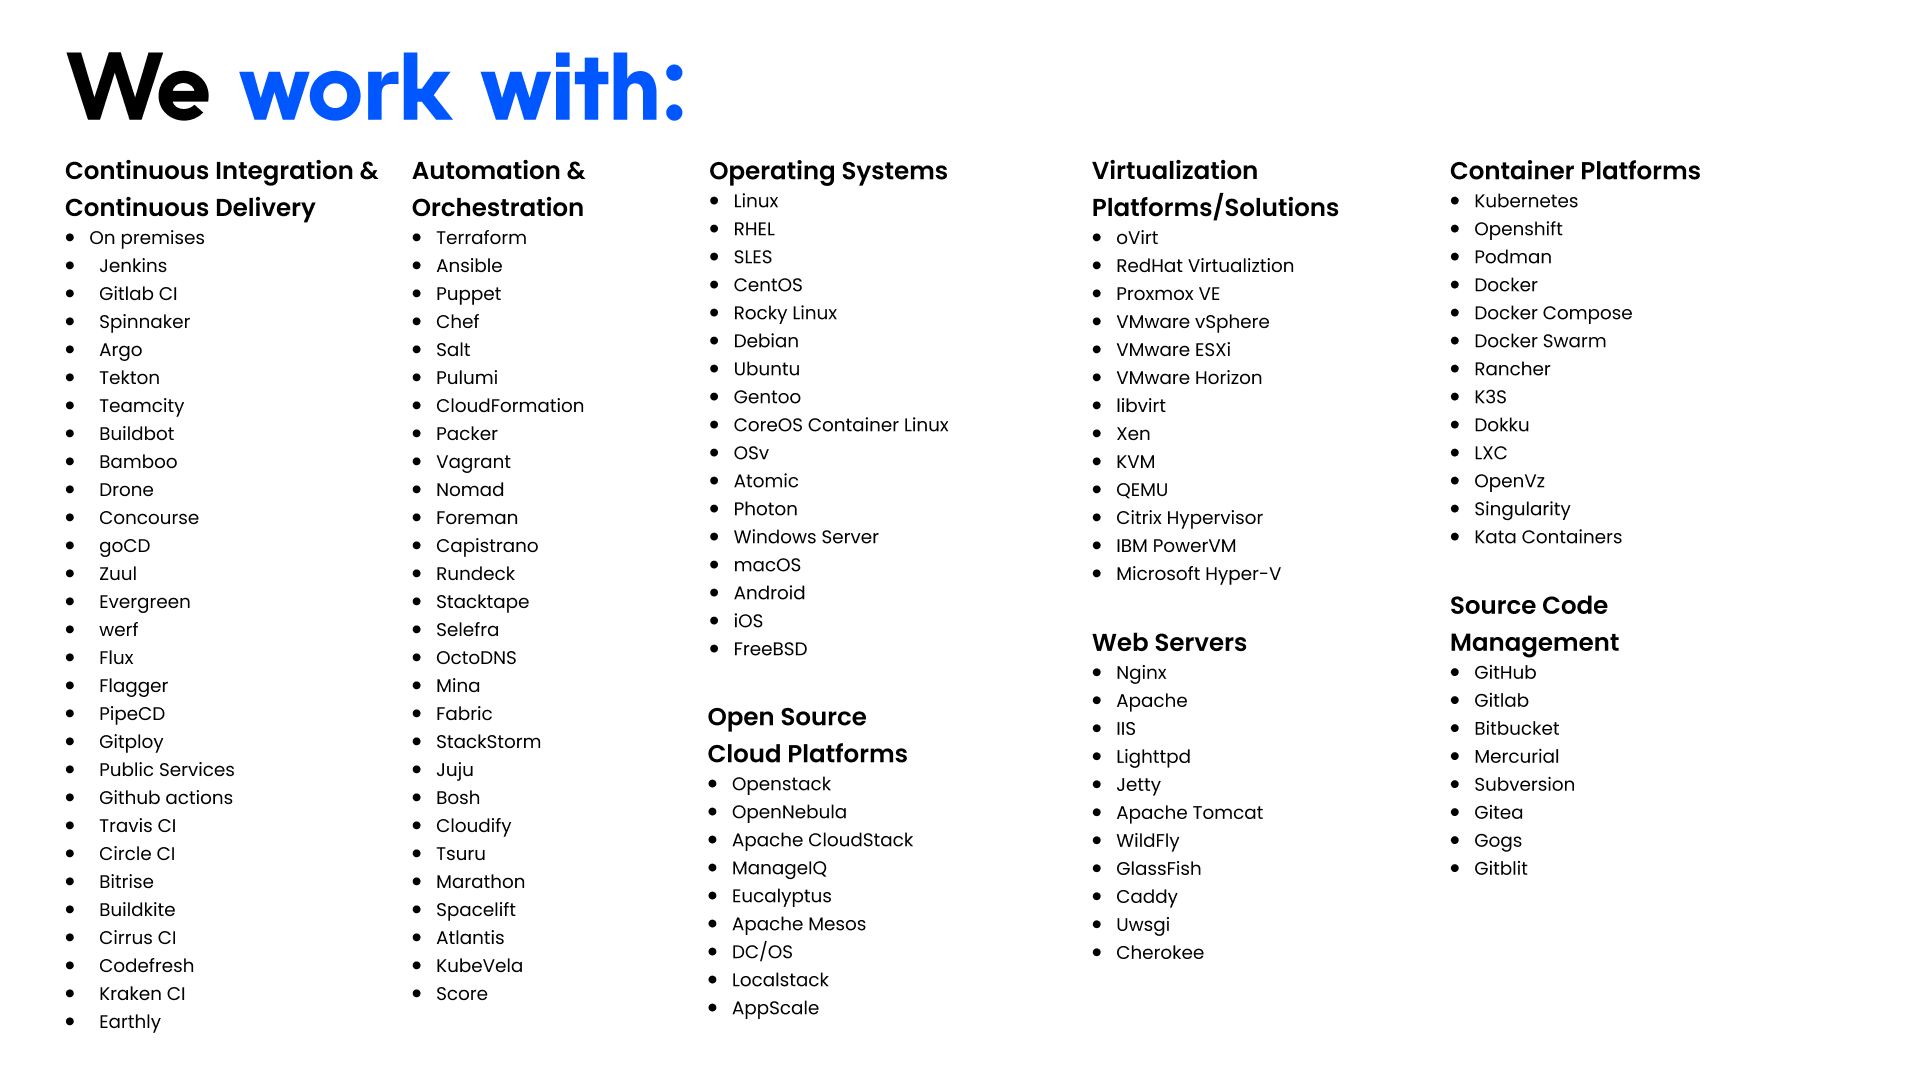 We work with:
Continuous Integration &
Continuous Delivery
• On premises
• Jenkins
• Gitlab CI
• Spinnaker
• Argo
• Tekton
• Teamcity
• Buildbot
• Bamboo
• Drone
• Concourse
• goCD
• Zuul
• Evergreen
• werf
• Flux
• Flagger
• PipeCD
• Gitploy
• Public Services
• Github actions
• Travis CI
• Circle CI
• Bitrise
• Buildkite
• Cirrus CI
• Codefresh
• Kraken CI
• Earthly
Automation &
Orchestration
• Terraform
• Ansible
• Puppet
• Chef
• Salt
• Pulumi
• CloudFormation
• Packer
• Vagrant
• Nomad
• Foreman
• Capistrano
• Rundeck
• Stacktape
• Selefra
• OctoDNS
• Mina
• Fabric
• StackStorm
• Juju
• Bosh
• Cloudify
• Tsuru
• Marathon
• Spacelift
• Atlantis
• KubeVela
• Score
Operating Systems
• Linux
• RHEL
• SLES
• CentOS
• Rocky Linux
• Debian
• Ubuntu
• Gentoo
• CoreOS Container Linux
• OSv
• Atomic
• Photon
• Windows Server
• macOS
• Android
• iOS
• FreeBSD
Open Source
Cloud Platforms
• Openstack
• OpenNebula
• Apache CloudStack
• ManageIQ
• Eucalyptus
• Apache Mesos
• DC/OS
• Localstack
• AppScale
Virtualization
Platforms/Solutions
• oVirt
• RedHat Virtualiztion
• Proxmox VE
• VMware vSphere
• VMware ESXi
• VMware Horizon
• libvirt
• Xen
• KVM
• QEMU
• Citrix Hypervisor
• IBM PowerVM
• Microsoft Hyper-V
Web Servers
• Nginx
• Apache
• IIS
• Lighttpd
• Jetty
• Apache Tomcat
• WildFly
• GlassFish
• Caddy
• Uwsgi
• Cherokee
Container Platforms
• Kubernetes
• Openshift
• Podman
• Docker
• Docker Compose
• Docker Swarm
• Rancher
• K3S
• Dokku
• LXC
• OpenVz
• Singularity
• Kata Containers
Source Code
Management
• GitHub
• Gitlab
• Bitbucket
• Mercurial
• Subversion
• Gitea
• Gogs
• Gitblit